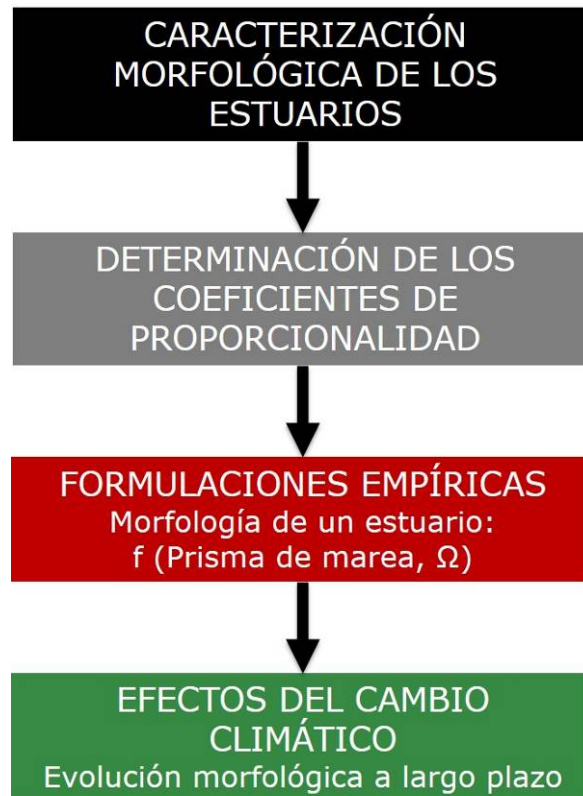 CARACTERIZACIÓN
MORFOLÓGICA DE LOS
ESTUARIOS
DETERMINACIÓN DE LOS
COEFICIENTES DE
PROPORCIONALIDAD
FORMULACIONES EMPÍRICAS
Morfología de un estuario:
f (Prisma de marea, Ω)
EFECTOS DEL CAMBIO
CLIMÁTICO
Evolución morfológica a largo plazo